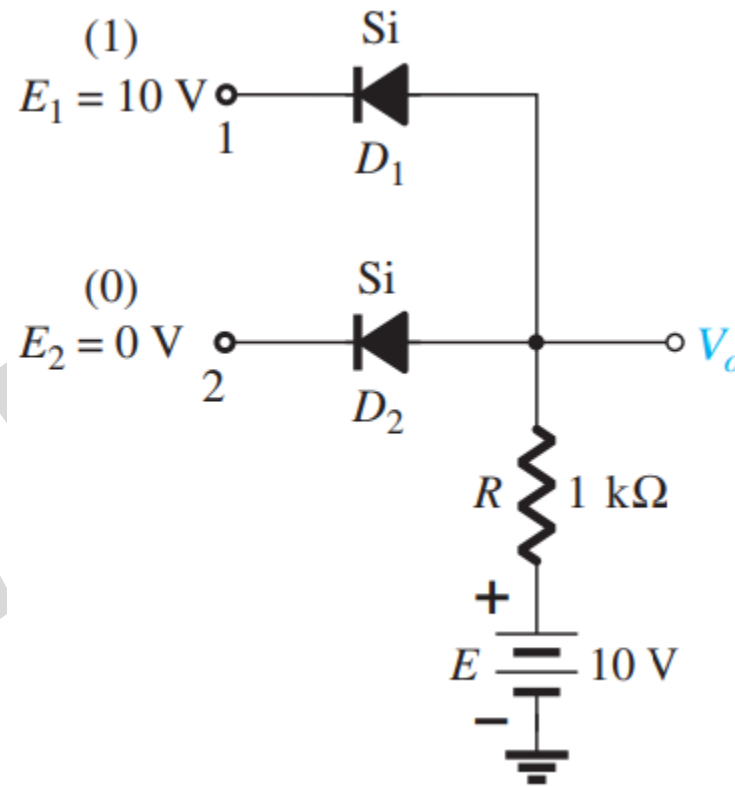 (1)
Si
E₁ = 10 V
1
D₁
(0)
Si
E₂ = 0 V
2
D₂
R
1 kΩ
+
E
10 V
−